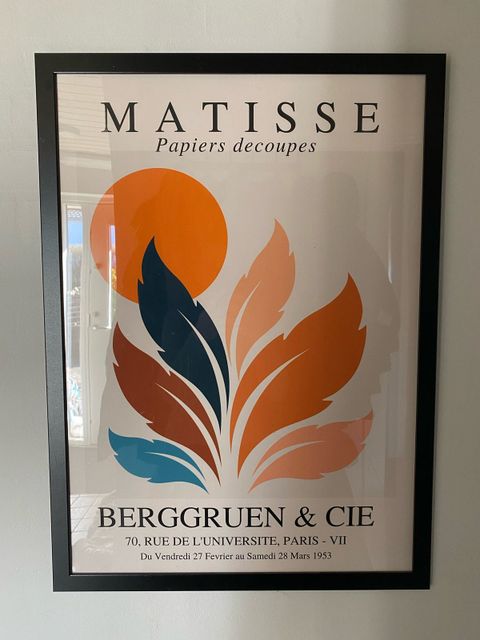 MATISSE
Papiers decoupes
BERGGRUEN & CIE
70, RUE DE L'UNIVERSITE, PARIS - VII
Du Vendredi 27 Fevrier au Samedi 28 Mars 1953